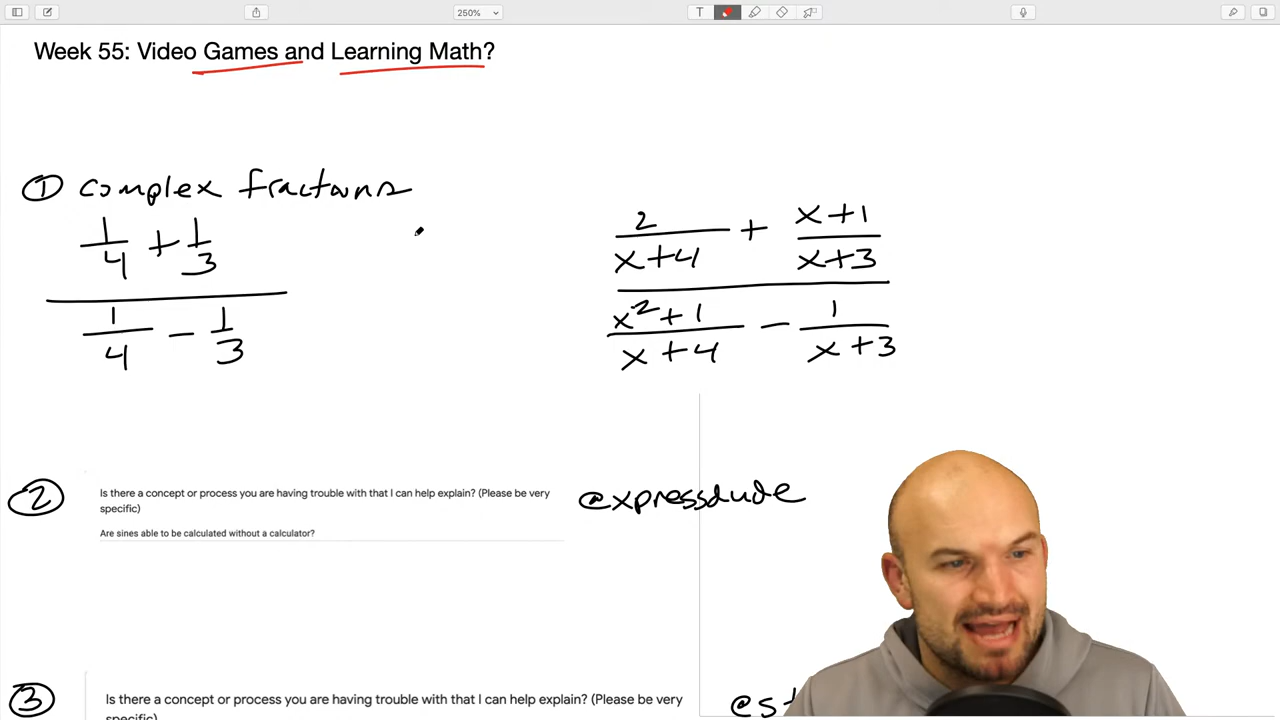 250%
T
Week 55: Video Games and Learning Math?
① complex fractions
1/4 + 1/3
1/4 - 1/3
2/x+4 + x+1/x+3
x²+1/x+4 - 1/x+3
②
Is there a concept or process you are having trouble with that I can help explain? (Please be very
specific)
Are sines able to be calculated without a calculator?
@xpressdude
③
Is there a concept or process you are having trouble with that I can help explain? (Please be very
specific)
@st